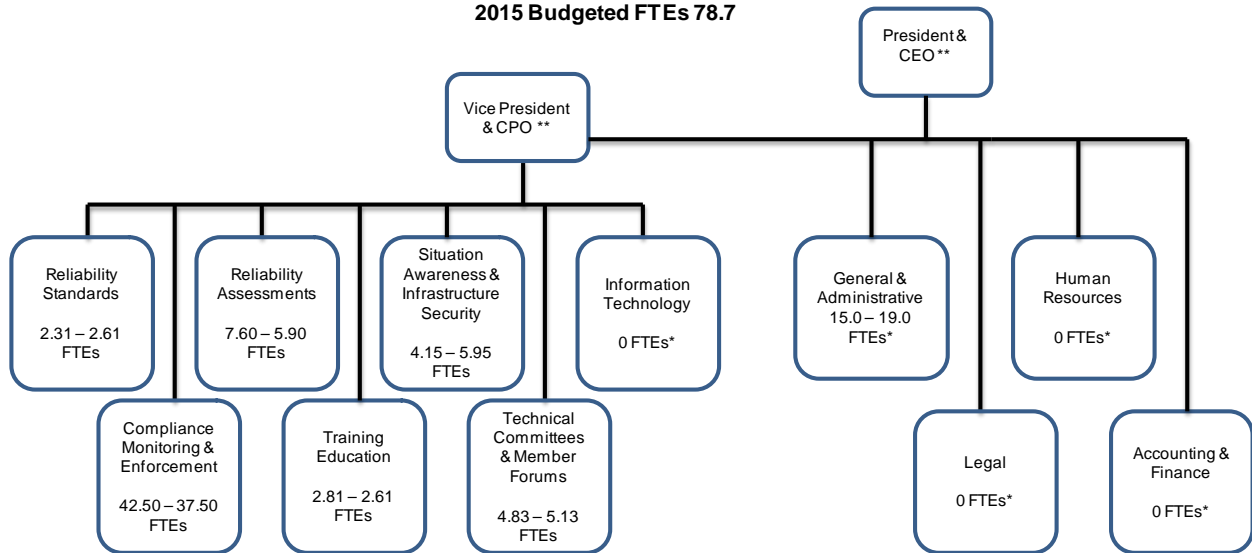 2015 Budgeted FTEs 78.7
President &
CEO **
Vice President
& CPO **
Reliability
Standards
2.31 – 2.61
FTEs
Reliability
Assessments
7.60 – 5.90
FTEs
Situation
Awareness &
Infrastructure
Security
4.15 – 5.95
FTEs
Information
Technology
0 FTEs*
General &
Administrative
15.0 – 19.0
FTEs*
Human
Resources
0 FTEs*
Compliance
Monitoring &
Enforcement
42.50 – 37.50
FTEs
Training
Education
2.81 – 2.61
FTEs
Technical
Committees
& Member
Forums
4.83 – 5.13
FTEs
Legal
0 FTEs*
Accounting &
Finance
0 FTEs*